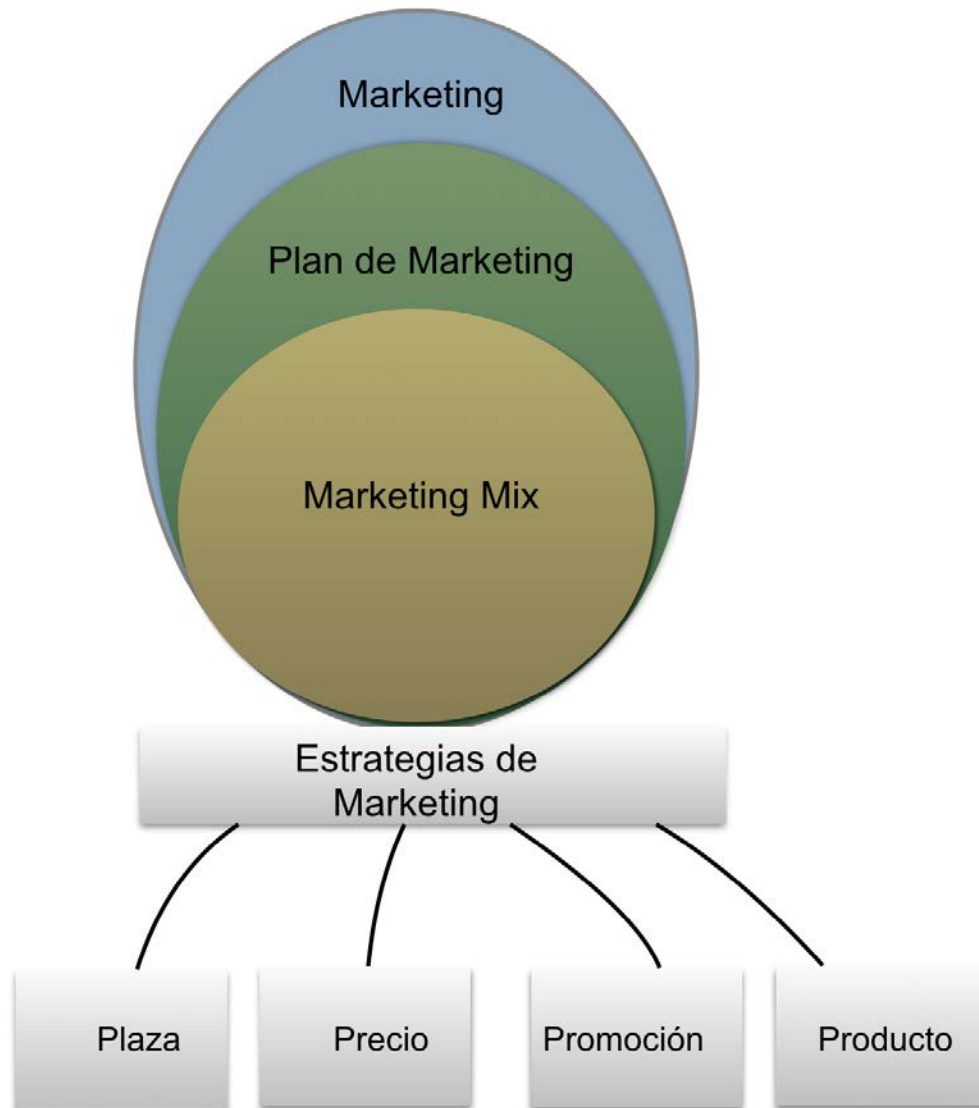 Marketing
Plan de Marketing
Marketing Mix
Estrategias de
Marketing
Plaza
Precio
Promoción
Producto